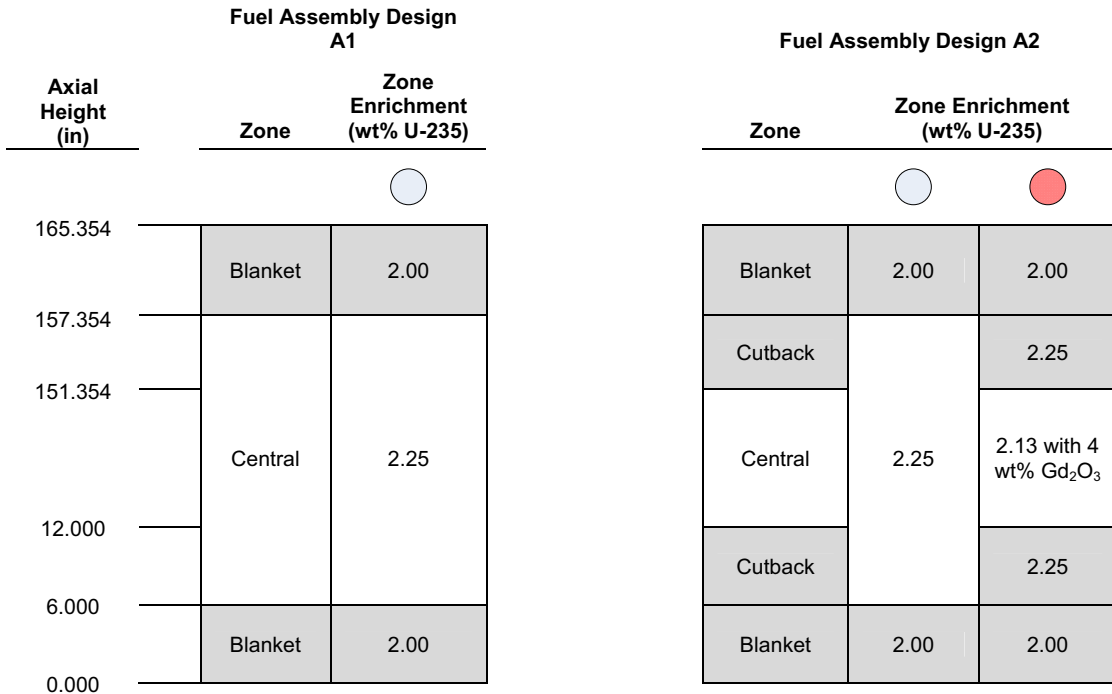 Fuel Assembly Design
A1
Fuel Assembly Design A2
Axial
Height
(in)
Zone
Zone
Enrichment
(wt% U-235)
Zone
Zone Enrichment
(wt% U-235)
165.354
Blanket 2.00
Blanket 2.00 2.00
157.354
Cutback 2.25
151.354
Central 2.25
Central 2.25
2.13 with 4
wt% Gd₂O₃
12.000
Cutback 2.25
6.000
Blanket 2.00
Blanket 2.00 2.00
0.000